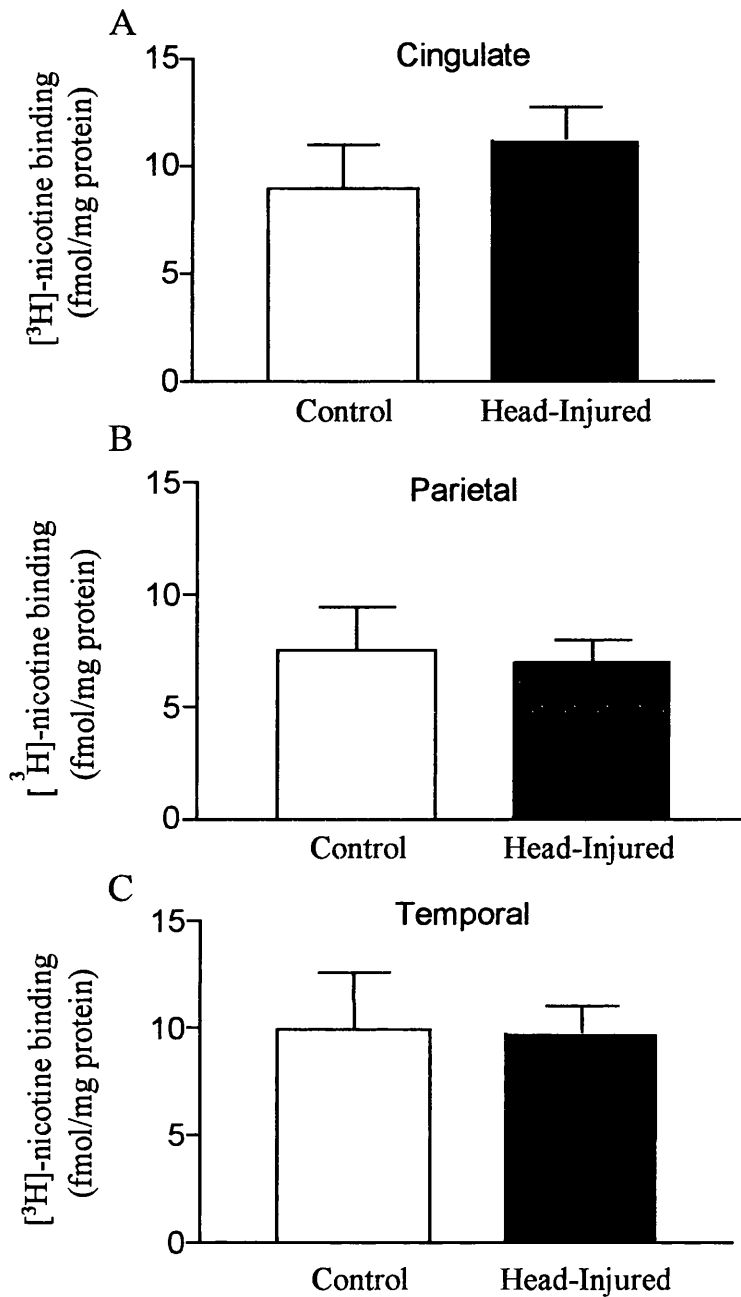 A
Cingulate
[³H]-nicotine binding
(fmol/mg protein)
15
10
5
0
Control Head-Injured
B
Parietal
[³H]-nicotine binding
(fmol/mg protein)
15
10
5
0
Control Head-Injured
C
Temporal
[³H]-nicotine binding
(fmol/mg protein)
15
10
5
0
Control Head-Injured